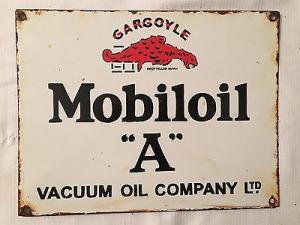 GARGOYLE
Mobiloil
"A"
VACUUM OIL COMPANY LTD.